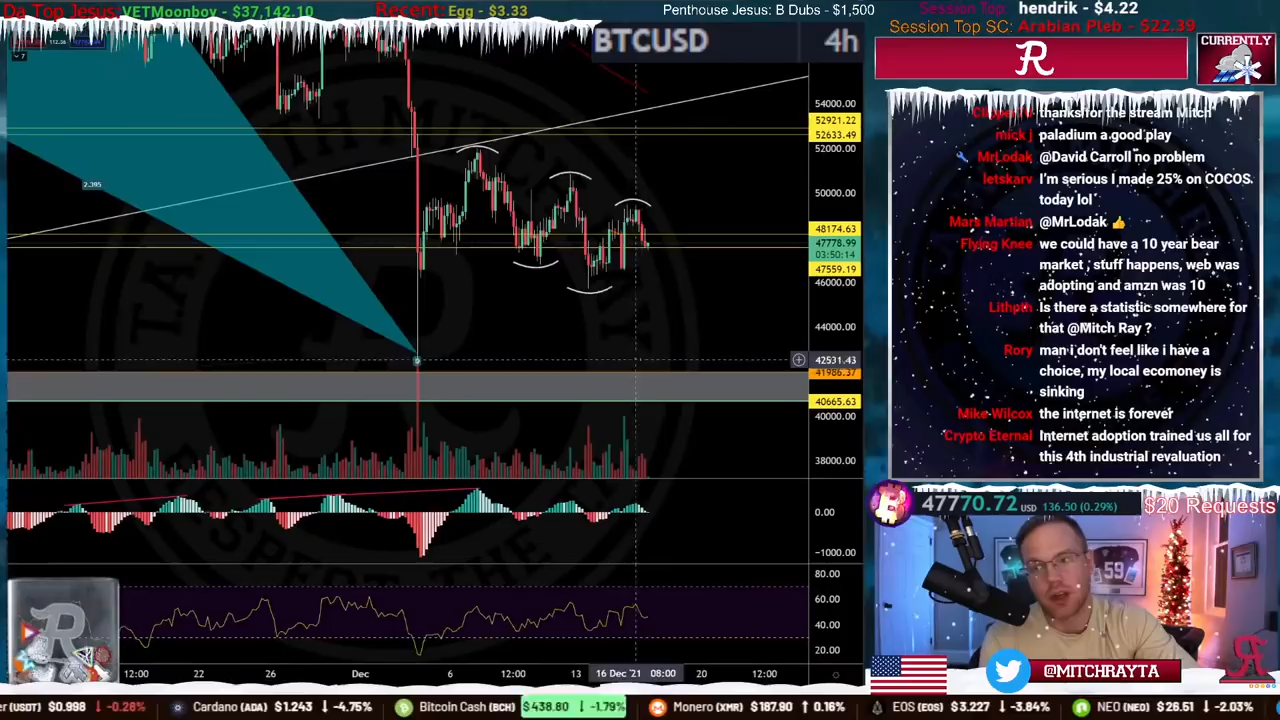 Da Top Jesus: VETMoonboy - $37,142.10
Recent: Egg - $3.33
Penthouse Jesus: B Dubs - $1,500
Session Top: hendrik - $4.22
Session Top SC: Arabian Pleb - $22.39
BTCUSD 4h
R
CURRENTLY
7
54000.00
52921.22
52633.49
52000.00
50000.00
48174.63
47778.99
03:50:14
47559.19
46000.00
44000.00
42531.43
41986.37
40665.63
40000.00
38000.00
2.395
0.00
-1000.00
80.00
60.00
40.00
20.00
12:00 22 26 Dec 6 12:00 13 16 Dec '21 08:00 20 12:00
thanks for the stream Mitch
mick j paladium a good play
MrLodak @David Carroll no problem
letskarv I'm serious I made 25% on COCOS
today lol
Mars Martian @MrLodak 👍
Flying Knee we could have a 10 year bear
market , stuff happens, web was
adopting and amzn was 10
Lithpth Is there a statistic somewhere for
that @Mitch Ray ?
Rory man i don't feel like i have a
choice, my local ecomoney is
sinking
Mike Wilcox the internet is forever
Crypto Eternal Internet adoption trained us all for
this 4th industrial revaluation
47770.72 USD 136.50 (0.29%)
$20 Requests
59
@MITCHRAYTA
(USDT) $0.998 ↓ -0.28%
Cardano (ADA) $1.243 ↓ -4.75%
Bitcoin Cash (BCH) $438.80 ↓ -1.79%
Monero (XMR) $187.90 ↑ 0.16%
EOS (EOS) $3.227 ↓ -3.84%
NEO (NEO) $26.51 ↓ -2.03%